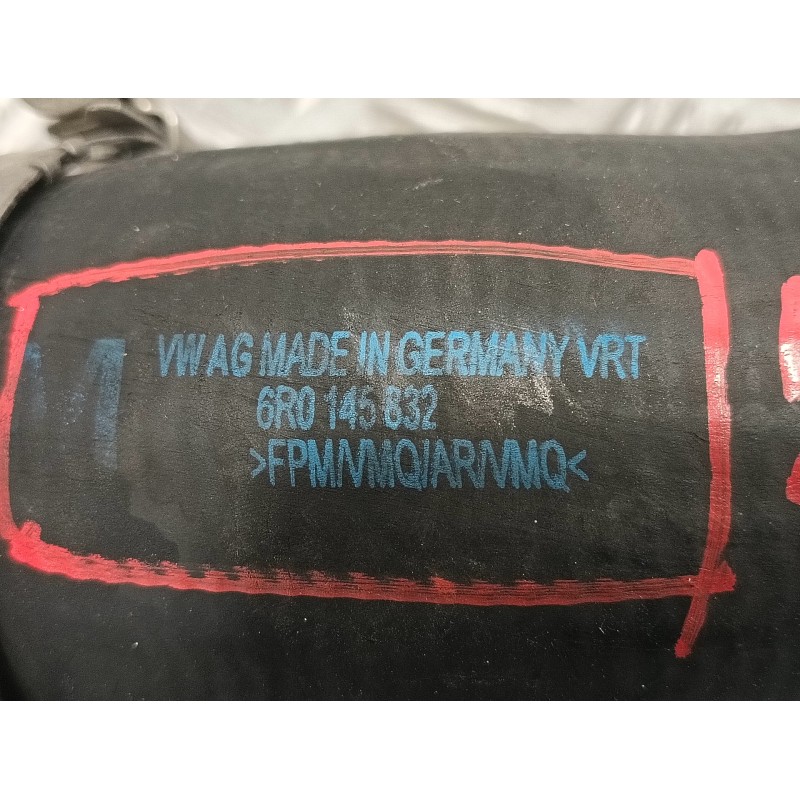 VW AG MADE IN GERMANY VRT
6R0 145 832
>FPM/VMQ/AR/VMQ<